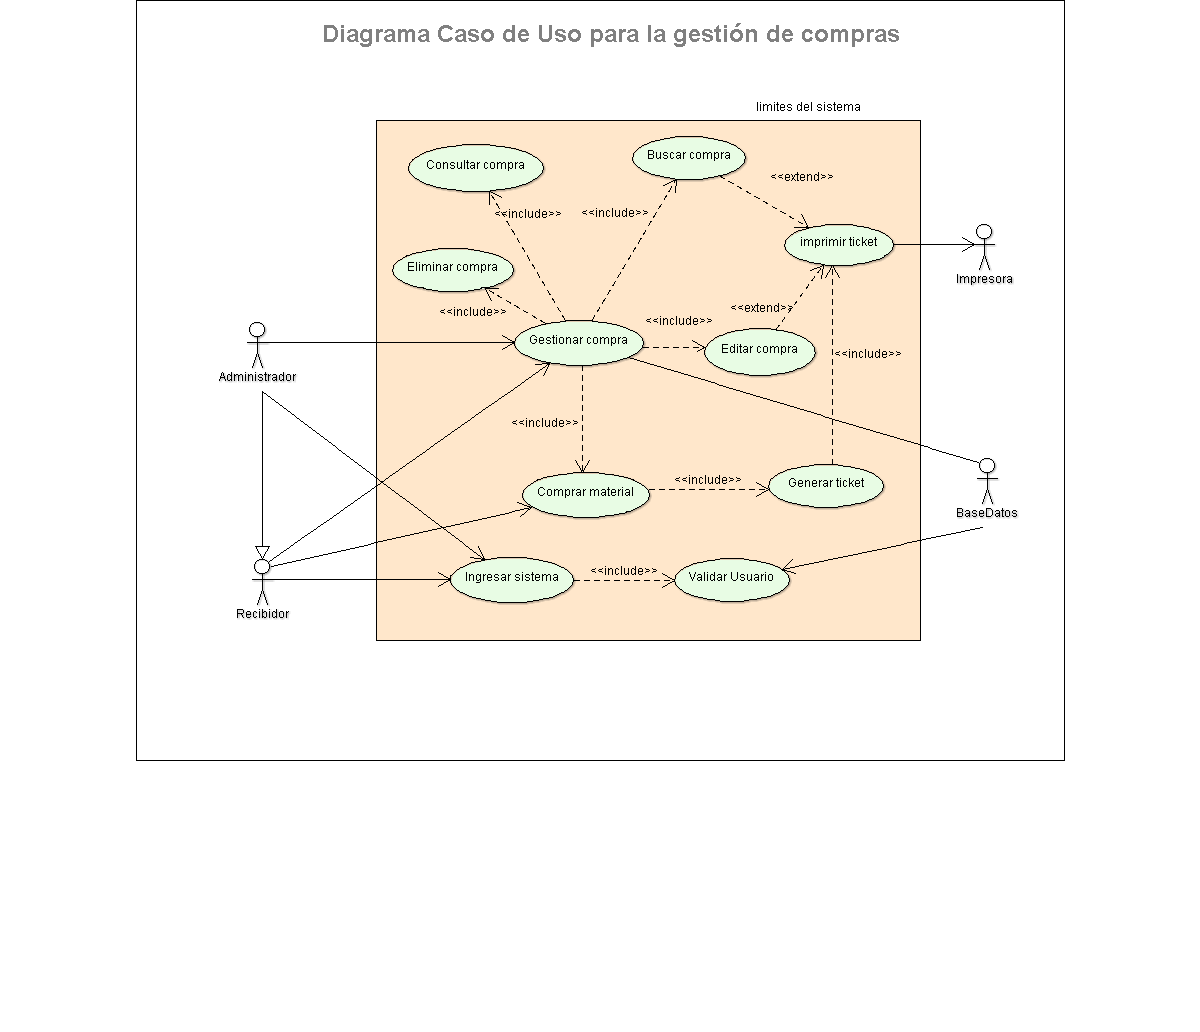 Diagrama Caso de Uso para la gestión de compras
limites del sistema
Consultar compra
Buscar compra
<<extend>>
<<include>>
<<include>>
imprimir ticket
Impresora
Eliminar compra
<<include>>
<<extend>>
<<include>>
Gestionar compra
Editar compra
<<include>>
Administrador
<<include>>
Comprar material
<<include>>
Generar ticket
BaseDatos
Ingresar sistema
<<include>>
Validar Usuario
Recibidor